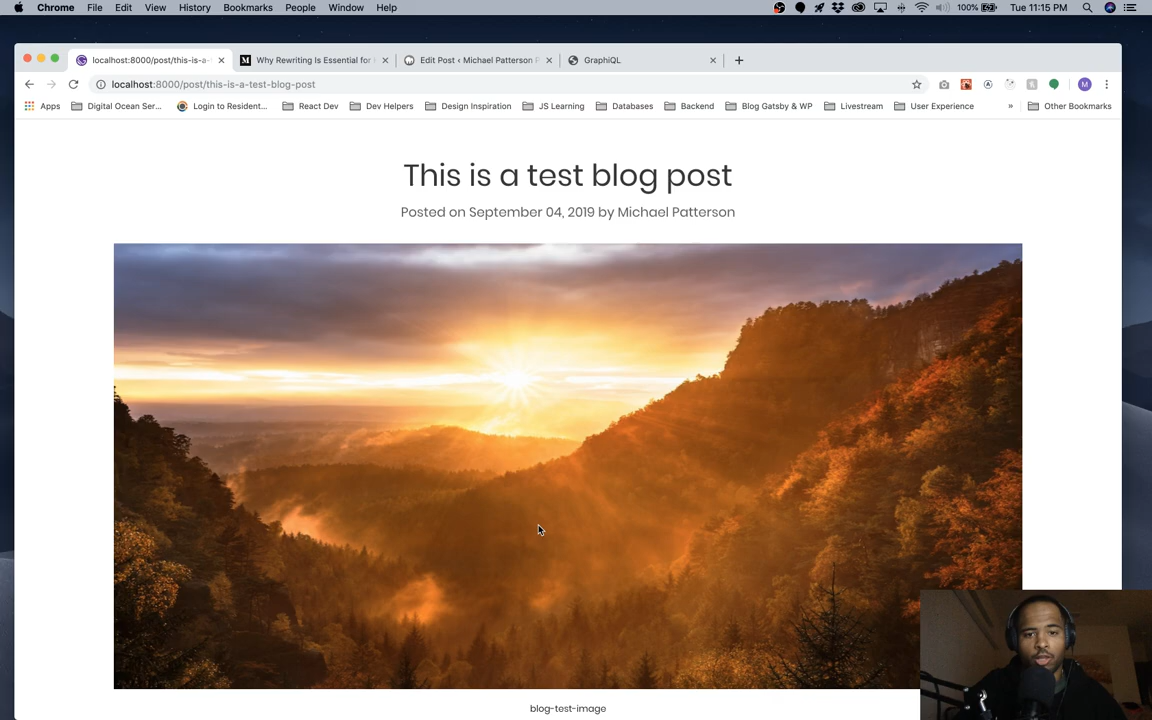 Chrome File Edit View History Bookmarks People Window Help 100% Tue 11:15 PM
localhost:8000/post/this-is-a- Why Rewriting Is Essential for Edit Post ‹ Michael Patterson GraphiQL
localhost:8000/post/this-is-a-test-blog-post M
Apps Digital Ocean Ser... Login to Resident... React Dev Dev Helpers Design Inspiration JS Learning Databases Backend Blog Gatsby & WP Livestream User Experience » Other Bookmarks
This is a test blog post
Posted on September 04, 2019 by Michael Patterson
blog-test-image